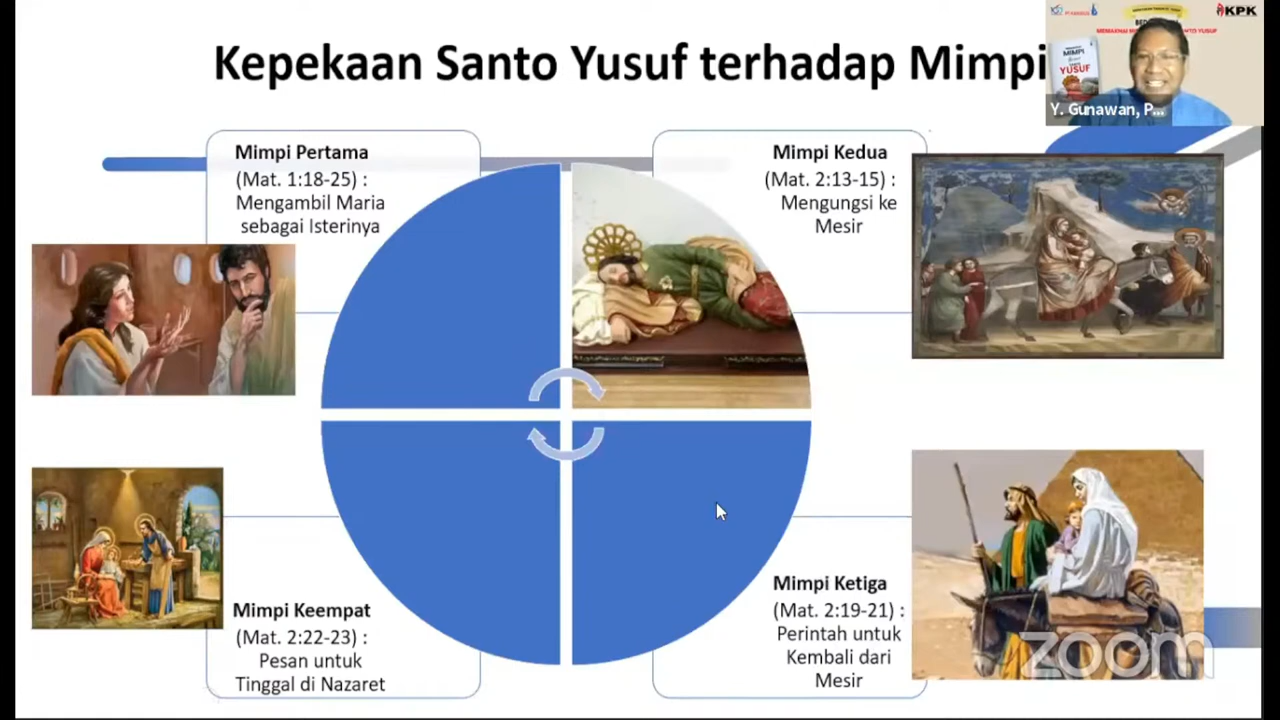 Kepekaan Santo Yusuf terhadap Mimpi
KPK
MIMPI
YUSUF
Y. Gunawan, P...
Mimpi Pertama
(Mat. 1:18-25) :
Mengambil Maria
sebagai Isterinya
Mimpi Kedua
(Mat. 2:13-15) :
Mengungsi ke
Mesir
Mimpi Keempat
(Mat. 2:22-23) :
Pesan untuk
Tinggal di Nazaret
Mimpi Ketiga
(Mat. 2:19-21) :
Perintah untuk
Kembali dari
Mesir
zoom